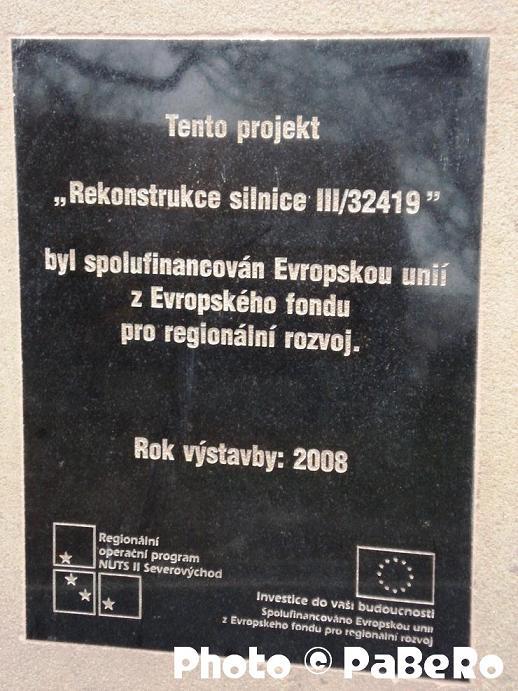 Tento projekt
„Rekonstrukce silnice III/32419”
byl spolufinancován Evropskou unií
z Evropského fondu
pro regionální rozvoj.
Rok výstavby: 2008
Regionální
operační program
NUTS II Severovýchod
Investice do vaší budoucnosti
Spolufinancováno Evropskou unií
z Evropského fondu pro regionální rozvoj
Photo © PaBeRo